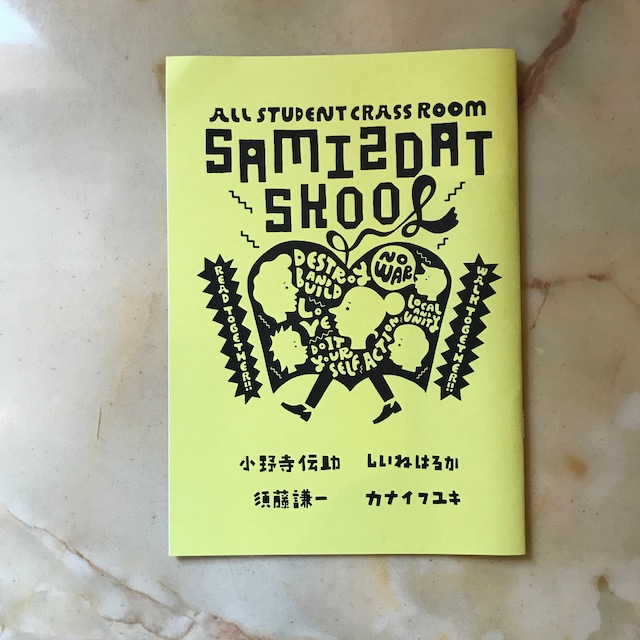 ALL STUDENT CRASS ROOM
SAMIZDAT
SKOOL
DESTROY
AND
BUILD
NO
WAR!
LOVE
LOCAL
UNITY
DO IT
YOUR
SELF
ACTION
READ TOGETHER!!
WALK TOGETHER!!
小野寺伝助 しいねはるか
須藤謙一 カナイフユキ